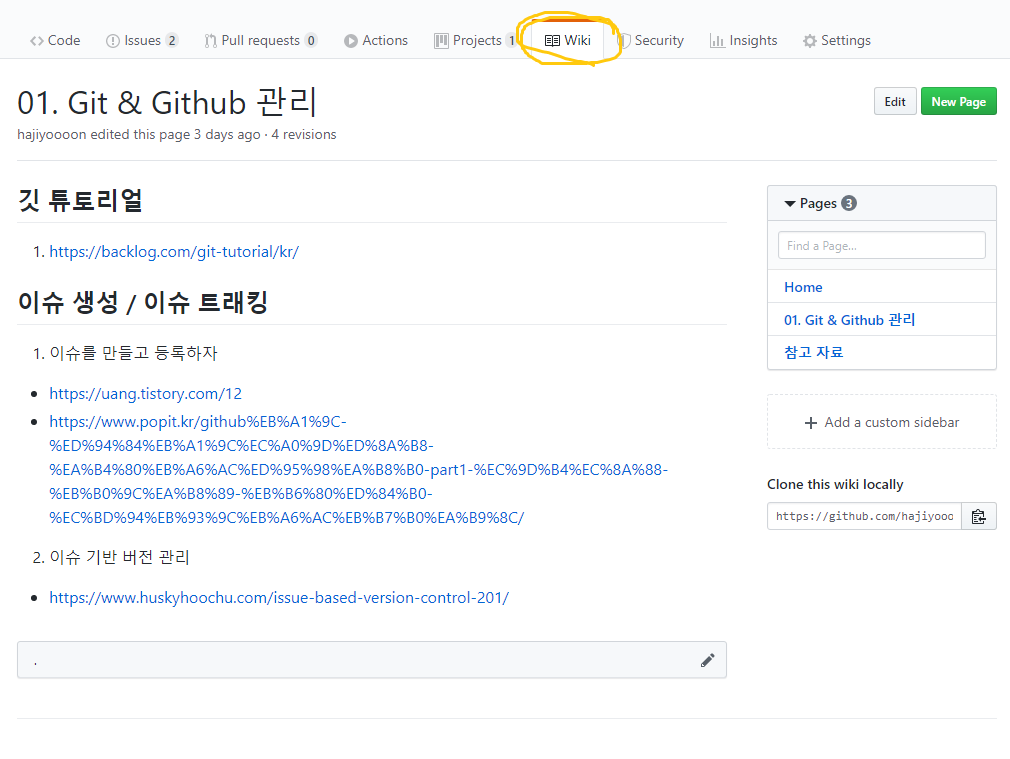 Code Issues 2 Pull requests 0 Actions Projects 1 Wiki Security Insights Settings
01. Git & Github 관리
Edit New Page
hajiyoooon edited this page 3 days ago · 4 revisions
깃 튜토리얼
1. https://backlog.com/git-tutorial/kr/
이슈 생성 / 이슈 트래킹
1. 이슈를 만들고 등록하자
• https://uang.tistory.com/12
• https://www.popit.kr/github%EB%A1%9C-
%ED%94%84%EB%A1%9C%EC%A0%9D%ED%8A%B8-
%EA%B4%80%EB%A6%AC%ED%95%98%EA%B8%B0-part1-%EC%9D%B4%EC%8A%88-
%EB%B0%9C%EA%B8%89-%EB%B6%80%ED%84%B0-
%EC%BD%94%EB%93%9C%EB%A6%AC%EB%B7%B0%EA%B9%8C/
2. 이슈 기반 버전 관리
• https://www.huskyhoochu.com/issue-based-version-control-201/
.
Pages 3
Find a Page...
Home
01. Git & Github 관리
참고 자료
+ Add a custom sidebar
Clone this wiki locally
https://github.com/hajiyooo